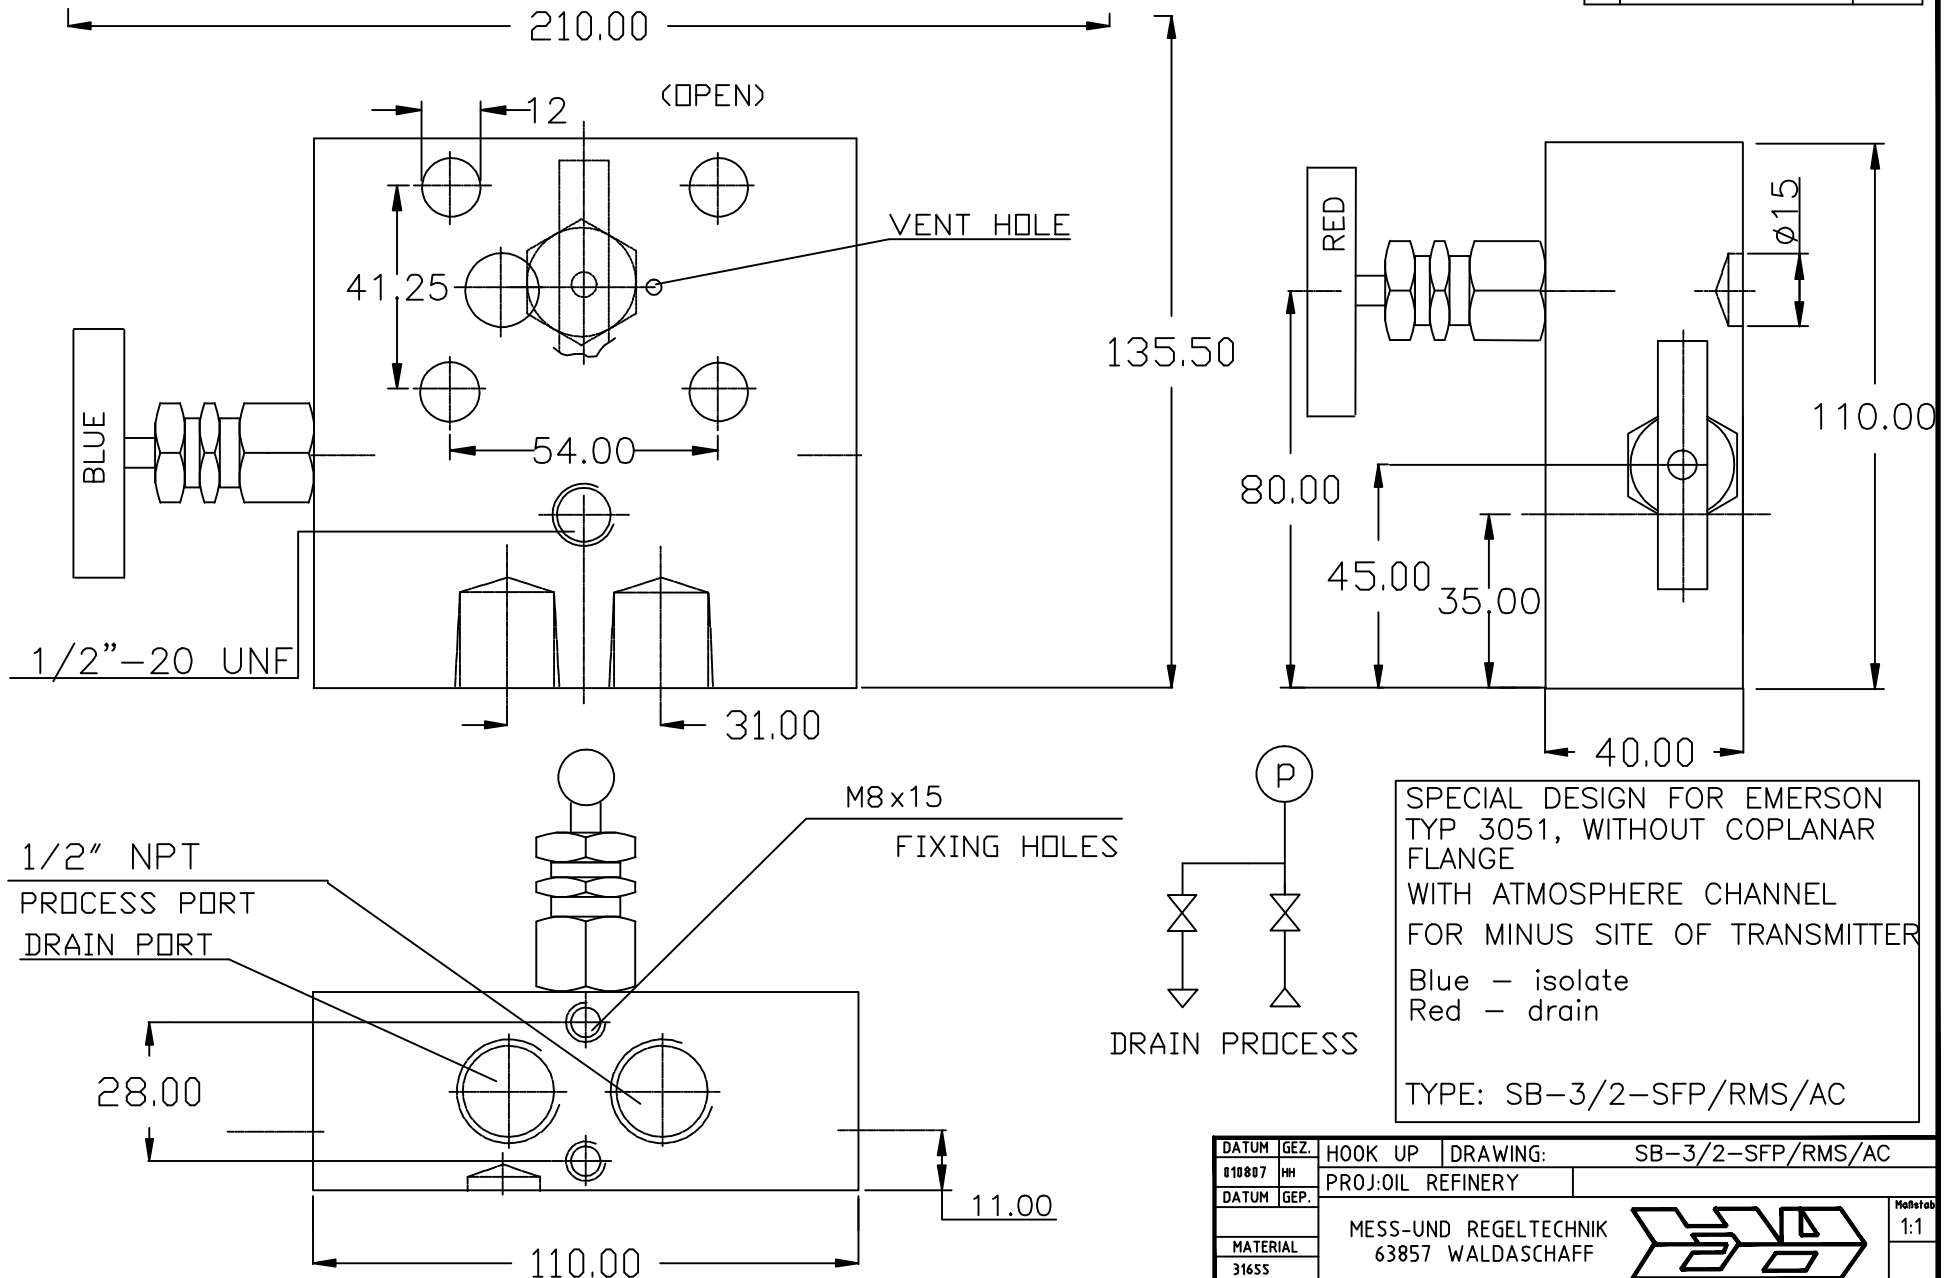 210.00
12
(OPEN)
VENT HOLE
41.25
135.50
54.00
BLUE
1/2”-20 UNF
31.00
RED
ø15
110.00
80.00
45.00
35.00
40.00
1/2" NPT
PROCESS PORT
DRAIN PORT
M8x15
FIXING HOLES
28.00
11.00
110.00
P
DRAIN PROCESS
SPECIAL DESIGN FOR EMERSON
TYP 3051, WITHOUT COPLANAR
FLANGE
WITH ATMOSPHERE CHANNEL
FOR MINUS SITE OF TRANSMITTER
Blue – isolate
Red – drain
TYPE: SB-3/2-SFP/RMS/AC
DATUM GEZ. HOOK UP DRAWING: SB-3/2-SFP/RMS/AC
010807 HH
PROJ:OIL REFINERY
DATUM GEP.
MESS-UND REGELTECHNIK
63857 WALDASCHAFF
MATERIAL
316SS
Maßstab
1:1